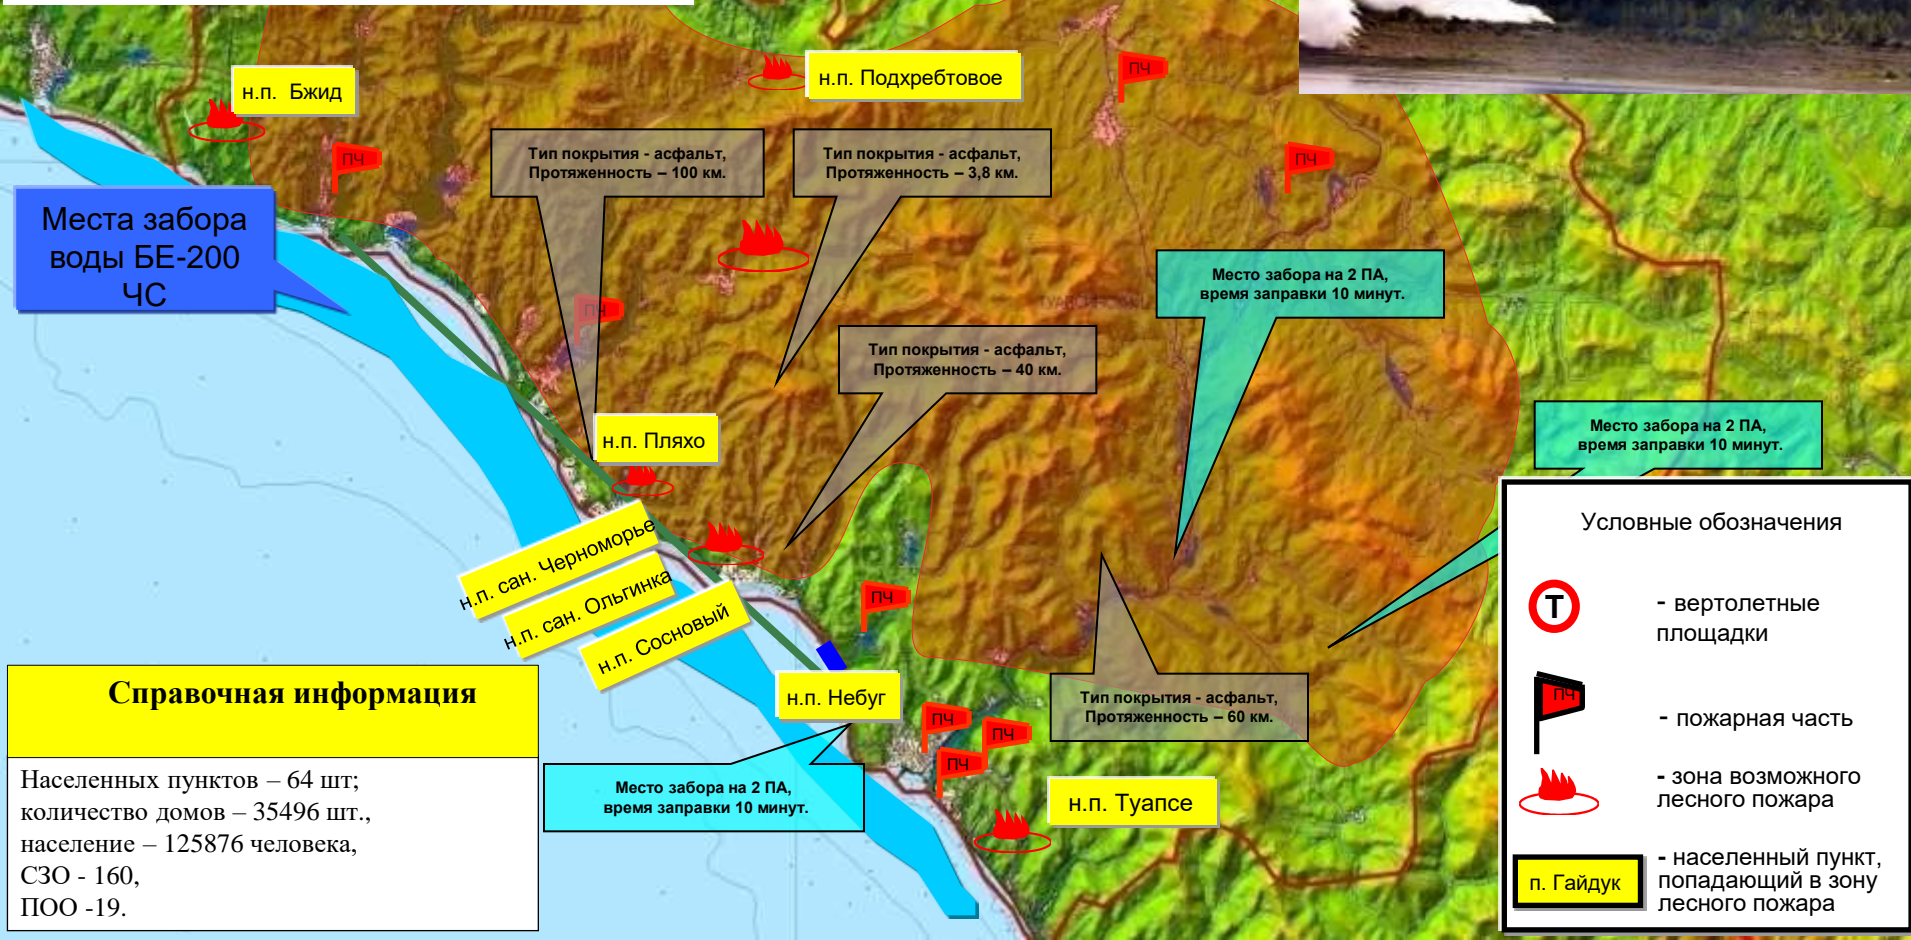 н.п. Бжид
н.п. Подхребтовое
ПЧ
ПЧ
ПЧ
Тип покрытия - асфальт,
Протяженность – 100 км.
Тип покрытия - асфальт,
Протяженность – 3,8 км.
Места забора
воды БЕ-200
ЧС
Место забора на 2 ПА,
время заправки 10 минут.
ПЧ
Тип покрытия - асфальт,
Протяженность – 40 км.
н.п. Пляхо
Место забора на 2 ПА,
время заправки 10 минут.
н.п. сан. Черноморье
н.п. сан. Ольгинка
н.п. Сосновый
ПЧ
н.п. Небуг
Тип покрытия - асфальт,
Протяженность – 60 км.
ПЧ
ПЧ
ПЧ
Место забора на 2 ПА,
время заправки 10 минут.
н.п. Туапсе
Справочная информация
Населенных пунктов – 64 шт;
количество домов – 35496 шт.,
население – 125876 человека,
СЗО - 160,
ПОО -19.
Условные обозначения
Т
- вертолетные
площадки
ПЧ
- пожарная часть
- зона возможного
лесного пожара
п. Гайдук
- населенный пункт,
попадающий в зону
лесного пожара